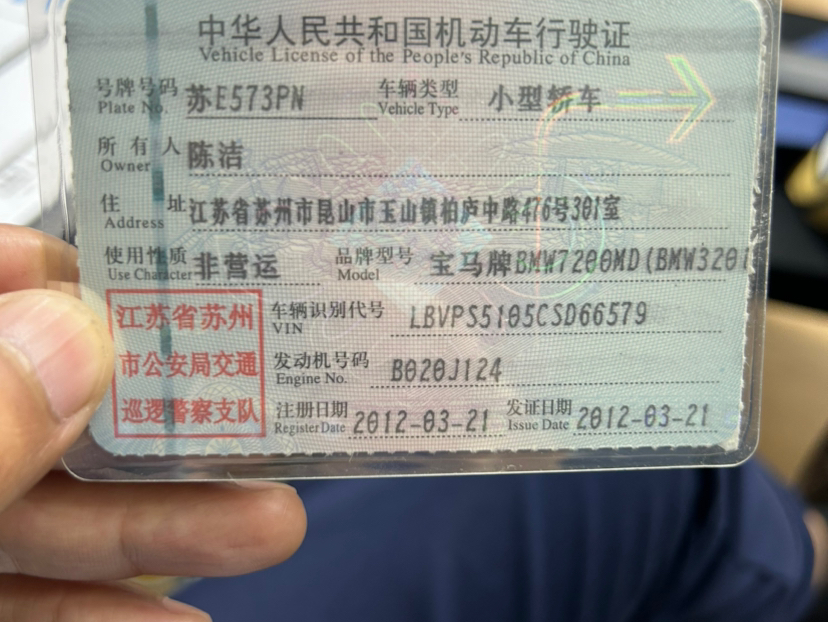 中华人民共和国机动车行驶证
Vehicle License of the People's Republic of China
号牌号码 苏E573PN 车辆类型 小型轿车
Plate No. Vehicle Type
所有人 陈洁
Owner
住址 江苏省苏州市昆山市玉山镇柏庐中路476号301室
Address
使用性质 非营运 品牌型号 宝马牌BMW7200MD(BMW320i
Use Character Model
江苏省苏州 车辆识别代号 LBVPS5105CSD66579
VIN
市公安局交通 发动机号码 B020J124
Engine No.
巡逻警察支队 注册日期 2012-03-21 发证日期 2012-03-21
Register Date Issue Date